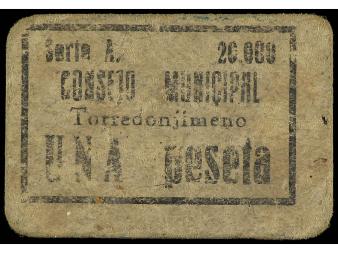 Serie A. 20.000
CONSEJO MUNICIPAL
Torredonjimeno
UNA peseta